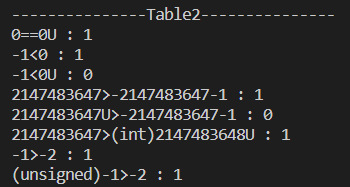 ---------------Table2---------------
0==0U : 1
-1<0 : 1
-1<0U : 0
2147483647>-2147483647-1 : 1
2147483647U>-2147483647-1 : 0
2147483647>(int)2147483648U : 1
-1>-2 : 1
(unsigned)-1>-2 : 1